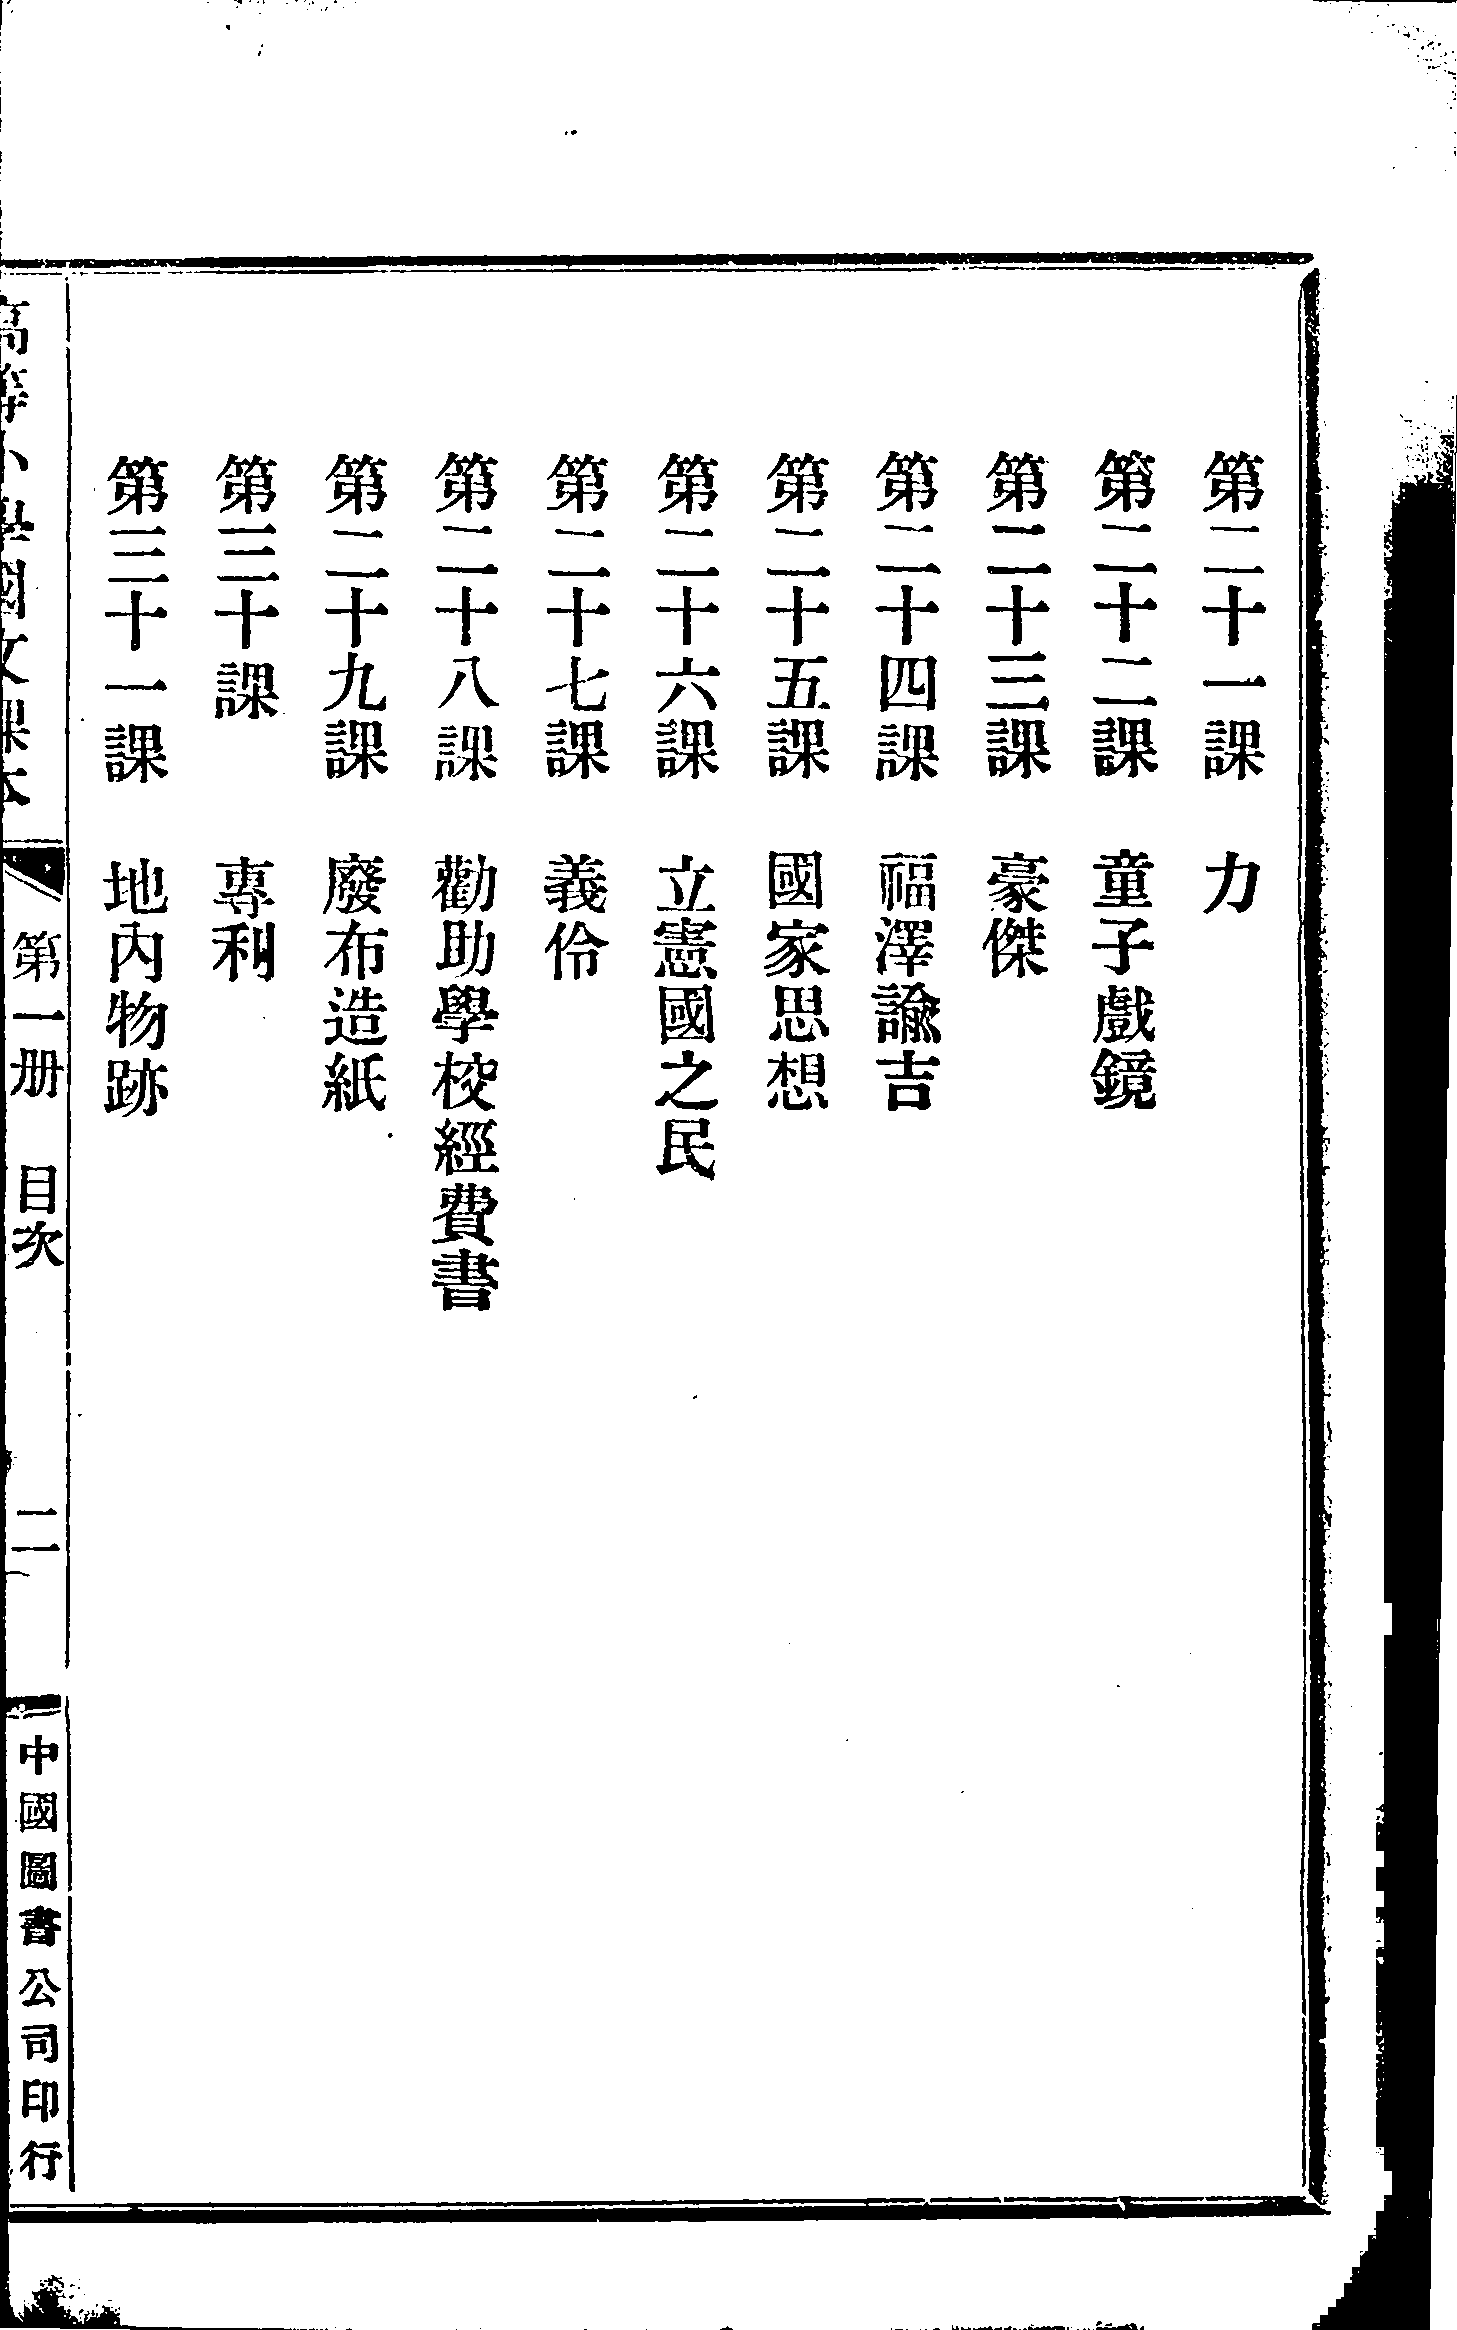 第二十一課　力
第二十二課　童子戲鏡
第二十三課　豪傑
第二十四課　福澤諭吉
第二十五課　國家思想
第二十六課　立憲國之民
第二十七課　義伶
第二十八課　勸助學校經費書
第二十九課　廢布造紙
第三十課　專利
第三十一課　地內物跡
高等小學國文課本　第一册　目次　二　中國圖書公司印行